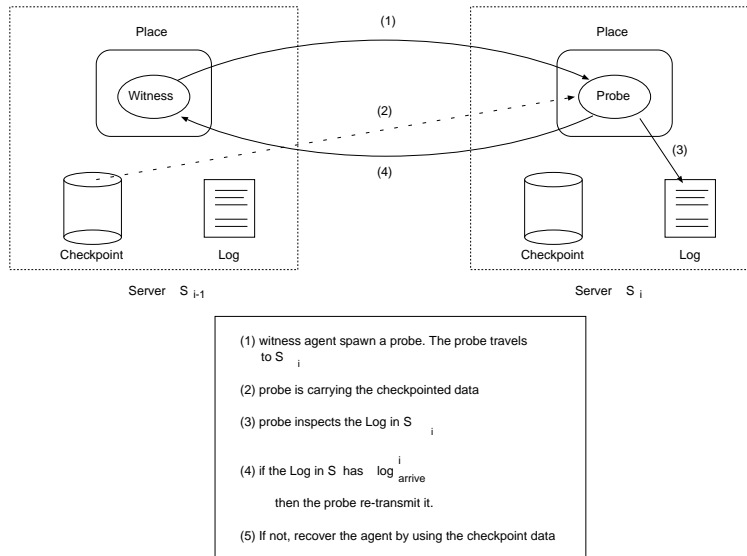 (1)
Place
Place
Witness
Probe
(2)
(3)
(4)
Checkpoint
Log
Checkpoint
Log
Server S i-1
Server S i
(1) witness agent spawn a probe. The probe travels
to S i
(2) probe is carrying the checkpointed data
(3) probe inspects the Log in S i
(4) if the Log in S has log i arrive
then the probe re-transmit it.
(5) If not, recover the agent by using the checkpoint data